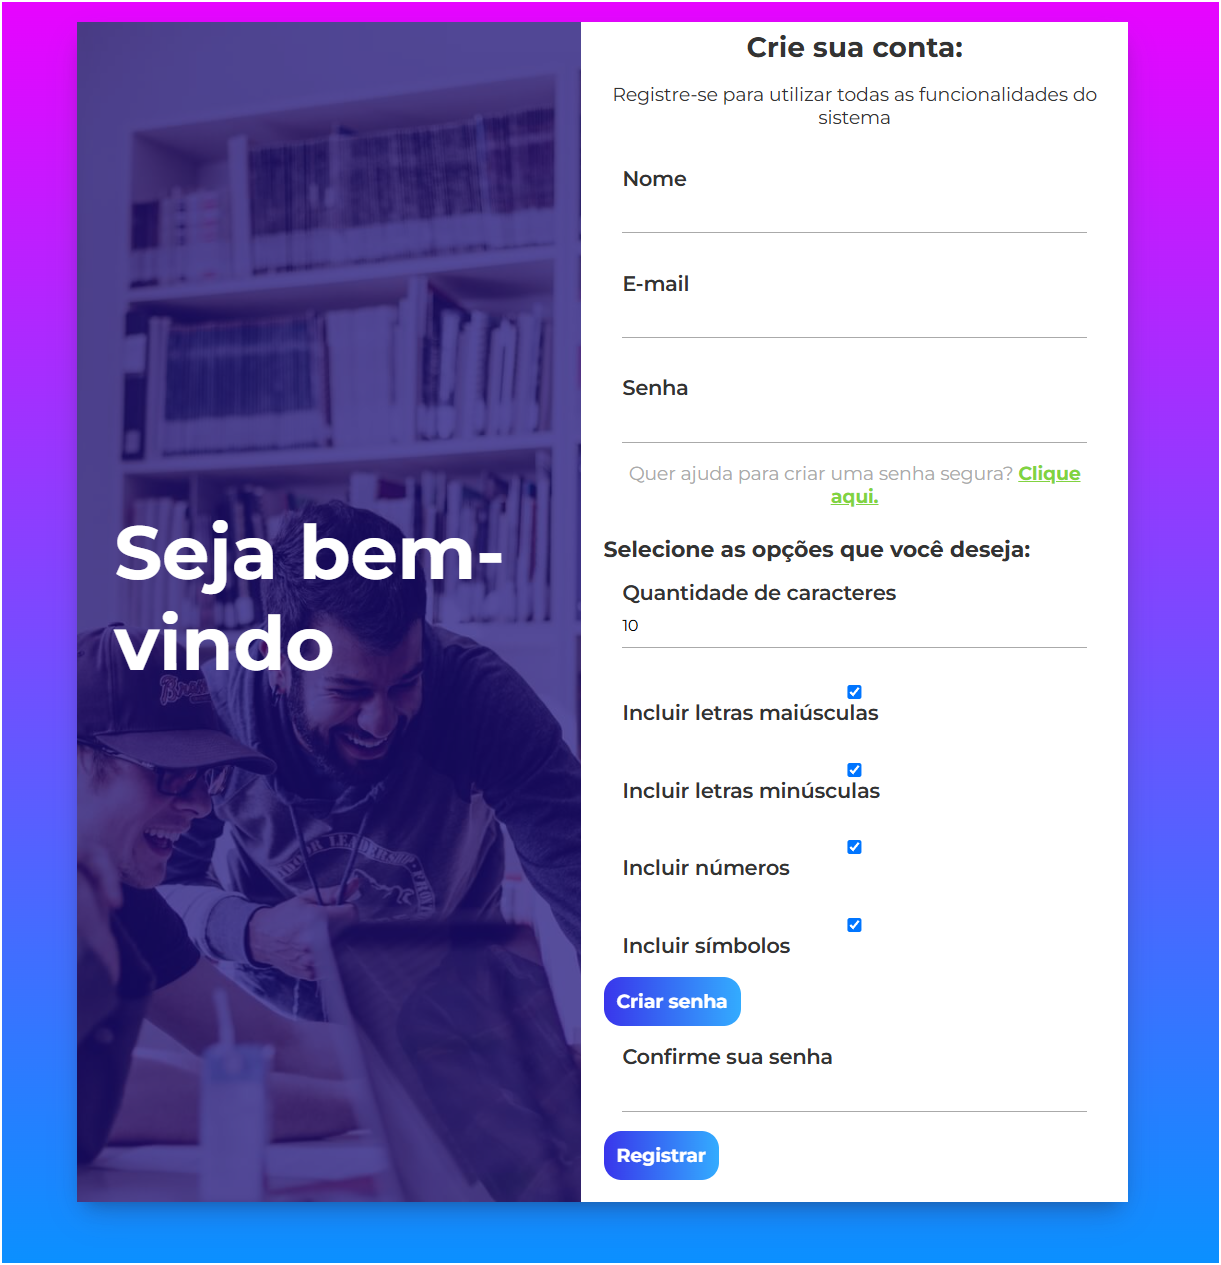 Seja bem-
vindo
Crie sua conta:
Registre-se para utilizar todas as funcionalidades do
sistema
Nome
E-mail
Senha
Quer ajuda para criar uma senha segura? Clique
aqui.
Selecione as opções que você deseja:
Quantidade de caracteres
10
Incluir letras maiúsculas
Incluir letras minúsculas
Incluir números
Incluir símbolos
Criar senha
Confirme sua senha
Registrar